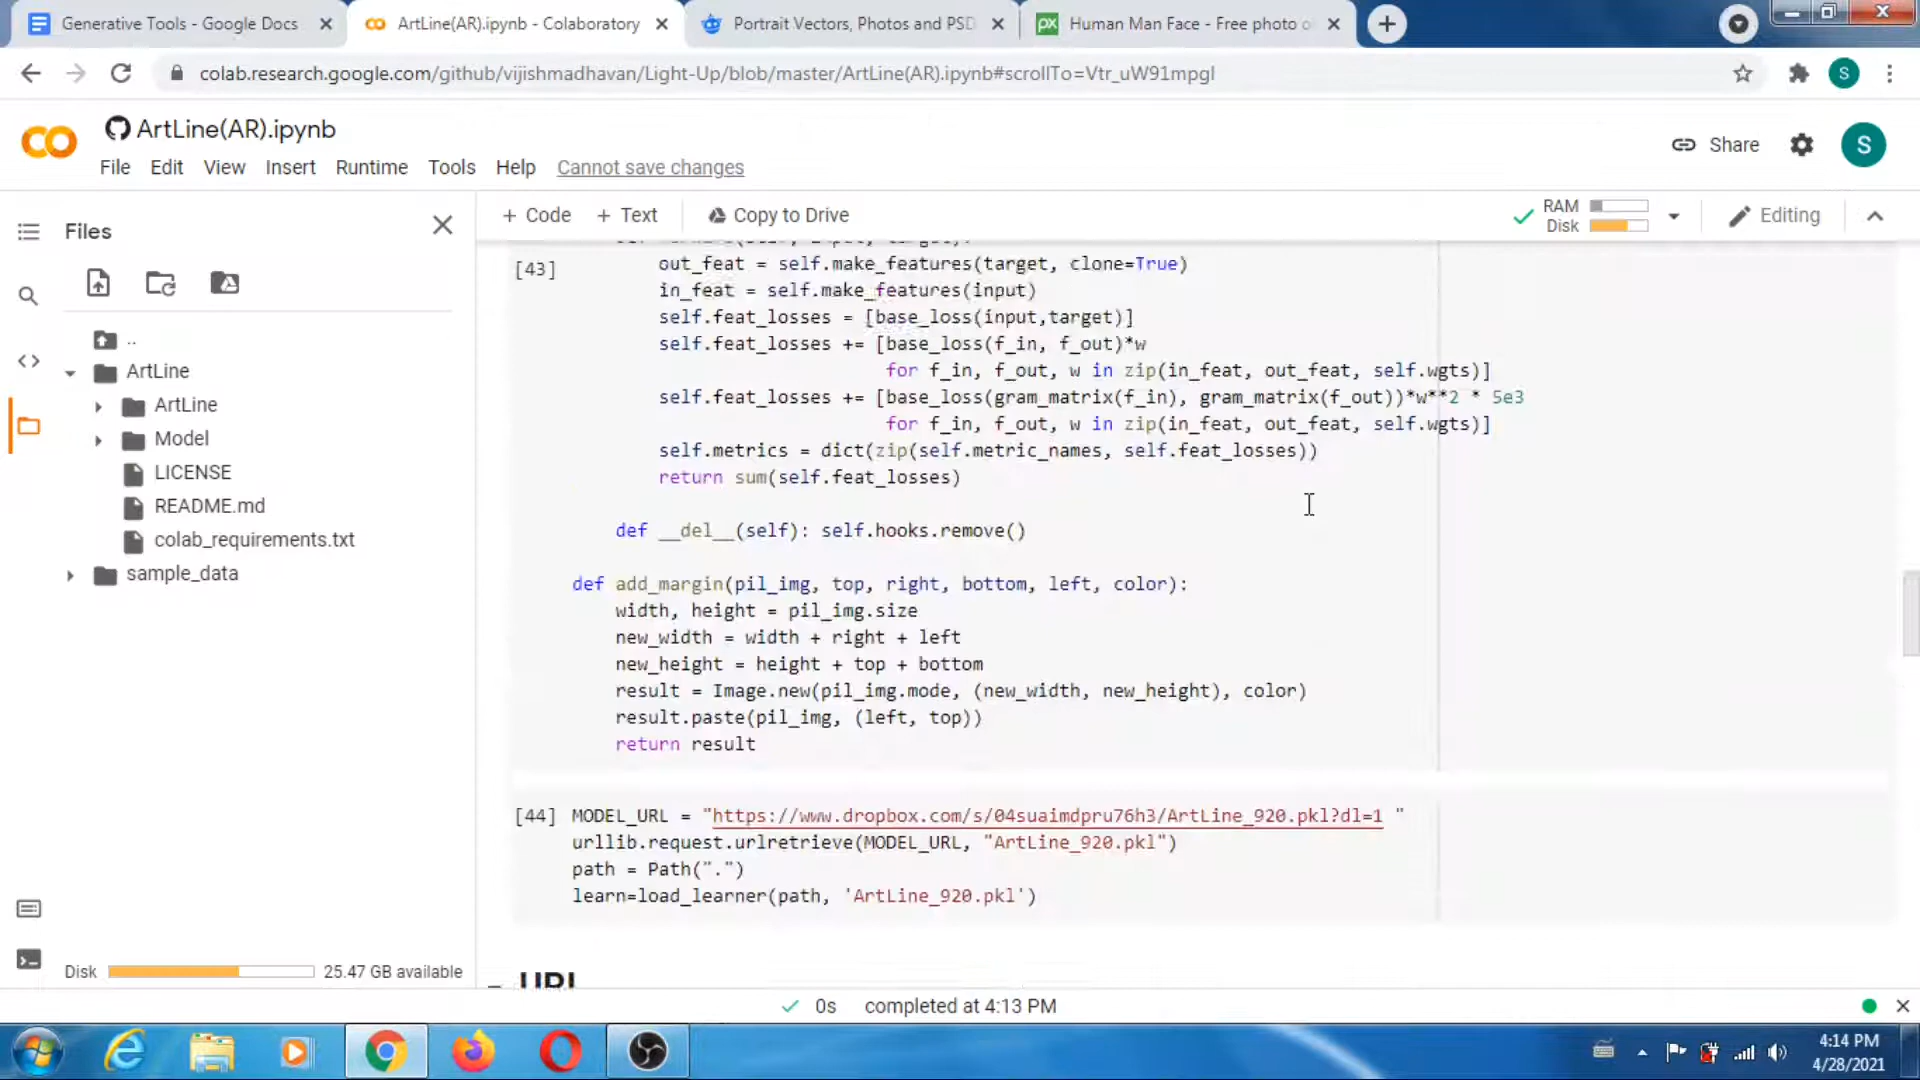 Generative Tools - Google Docs
ArtLine(AR).ipynb - Colaboratory
Portrait Vectors, Photos and PSD
Human Man Face - Free photo o
colab.research.google.com/github/vijishmadhavan/Light-Up/blob/master/ArtLine(AR).ipynb#scrollTo=Vtr_uW91mpgl
S
ArtLine(AR).ipynb
Share
S
File Edit View Insert Runtime Tools Help Cannot save changes
Files
+ Code + Text Copy to Drive
RAM
Disk
Editing
[43]
out_feat = self.make_features(target, clone=True)
in_feat = self.make_features(input)
self.feat_losses = [base_loss(input,target)]
self.feat_losses += [base_loss(f_in, f_out)*w
for f_in, f_out, w in zip(in_feat, out_feat, self.wgts)]
self.feat_losses += [base_loss(gram_matrix(f_in), gram_matrix(f_out))*w**2 * 5e3
for f_in, f_out, w in zip(in_feat, out_feat, self.wgts)]
self.metrics = dict(zip(self.metric_names, self.feat_losses))
return sum(self.feat_losses)
def __del__(self): self.hooks.remove()
def add_margin(pil_img, top, right, bottom, left, color):
width, height = pil_img.size
new_width = width + right + left
new_height = height + top + bottom
result = Image.new(pil_img.mode, (new_width, new_height), color)
result.paste(pil_img, (left, top))
return result
[44] MODEL_URL = "https://www.dropbox.com/s/04suaimdpru76h3/ArtLine_920.pkl?dl=1 "
urllib.request.urlretrieve(MODEL_URL, "ArtLine_920.pkl")
path = Path(".")
learn=load_learner(path, 'ArtLine_920.pkl')
URL
..
ArtLine
ArtLine
Model
LICENSE
README.md
colab_requirements.txt
sample_data
Disk 25.47 GB available
0s completed at 4:13 PM
4:14 PM
4/28/2021